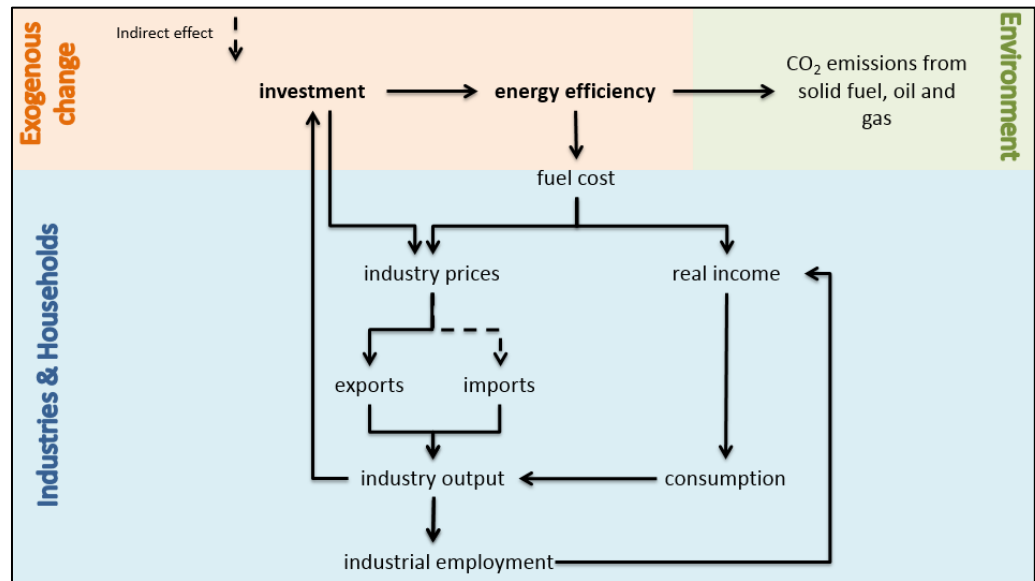 Exogenous
change
Indirect effect
investment
energy efficiency
CO₂ emissions from
solid fuel, oil and
gas
Environment
Industries & Households
fuel cost
industry prices
real income
exports
imports
industry output
consumption
industrial employment